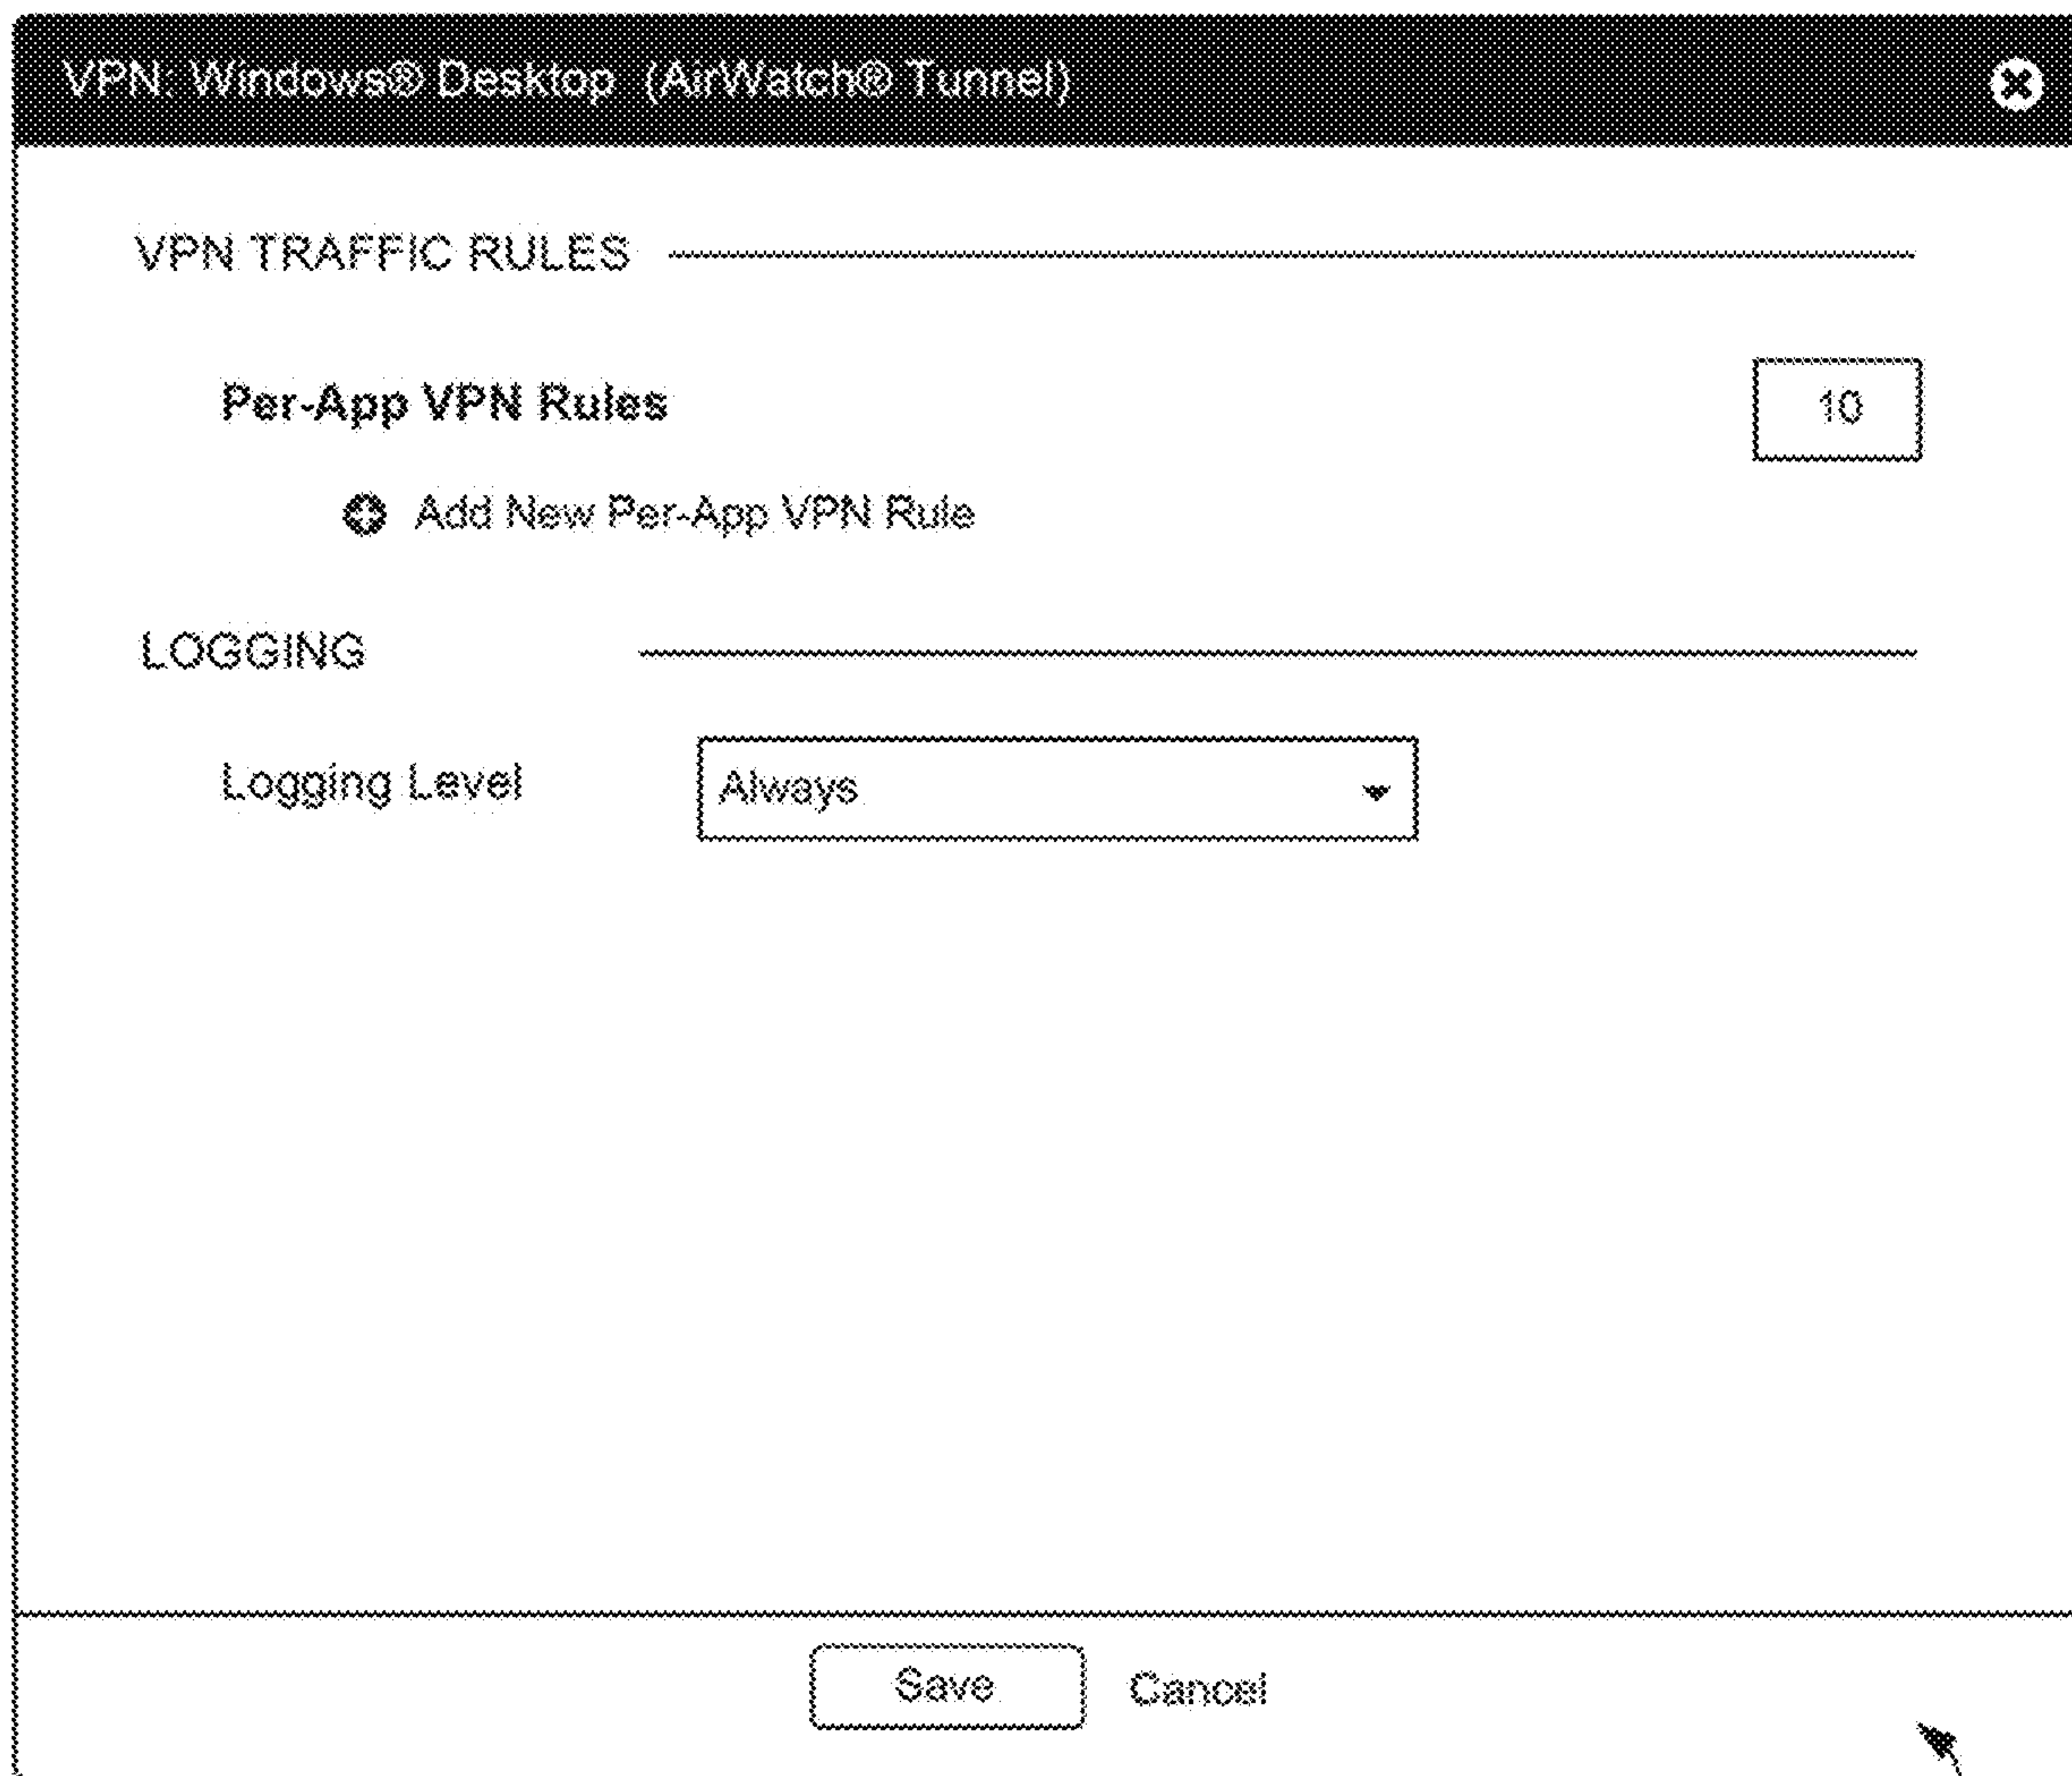 VPN: Windows® Desktop (AirWatch® Tunnel)
VPN TRAFFIC RULES
Per-App VPN Rules
10
Add New Per-App VPN Rule
LOGGING
Logging Level
Always
Save
Cancel